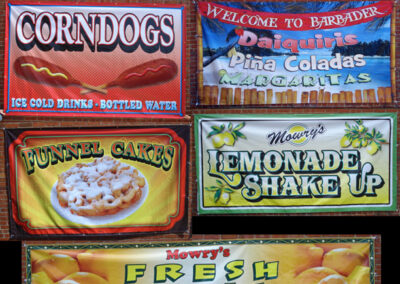 CORNDOGS
ICE COLD DRINKS - BOTTLED WATER
WELCOME TO BARBADER
Daiquiris
Piña Coladas
MARGARITAS
FUNNEL CAKES
Mowry's
LEMONADE
SHAKE UP
Mowry's
FRESH